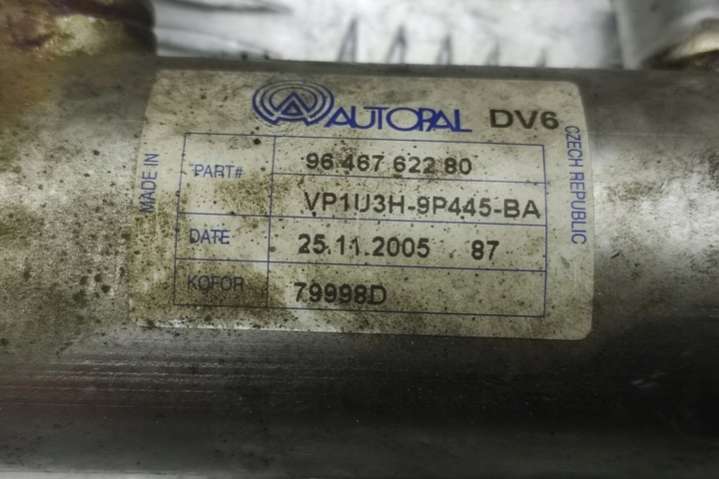 AUTOPAL DV6
MADE IN
PART# 96 467 622 80
VP1U3H-9P445-BA
DATE 25.11.2005 87
KOFOR 79998D
CZECH REPUBLIC